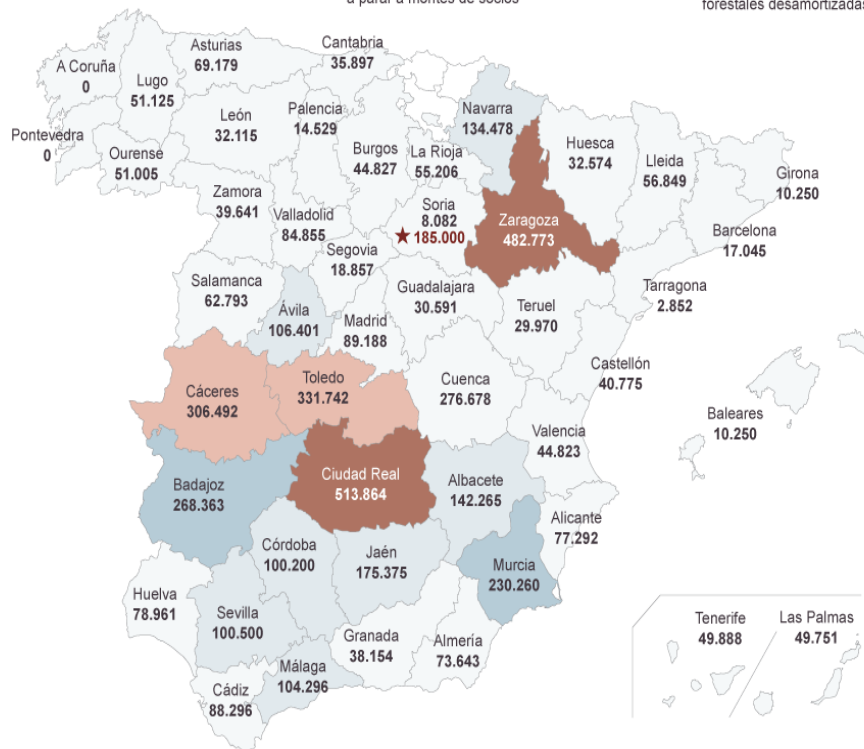 a parar a montes de socios
forestales desamortizadas
Asturias
69.179
Cantabria
35.897
A Coruña
0
Lugo
51.125
León
32.115
Palencia
14.529
Navarra
134.478
Pontevedra
0
Ourense
51.005
Burgos
44.827
La Rioja
55.206
Huesca
32.574
Lleida
56.849
Girona
10.250
Zamora
39.641
Valladolid
84.855
Soria
8.082
★ 185.000
Zaragoza
482.773
Barcelona
17.045
Segovia
18.857
Salamanca
62.793
Ávila
106.401
Madrid
89.188
Guadalajara
30.591
Teruel
29.970
Tarragona
2.852
Cáceres
306.492
Toledo
331.742
Cuenca
276.678
Castellón
40.775
Baleares
10.250
Valencia
44.823
Badajoz
268.363
Ciudad Real
513.864
Albacete
142.265
Alicante
77.292
Córdoba
100.200
Jaén
175.375
Murcia
230.260
Huelva
78.961
Sevilla
100.500
Granada
38.154
Almería
73.643
Málaga
104.296
Cádiz
88.296
Tenerife
49.888
Las Palmas
49.751